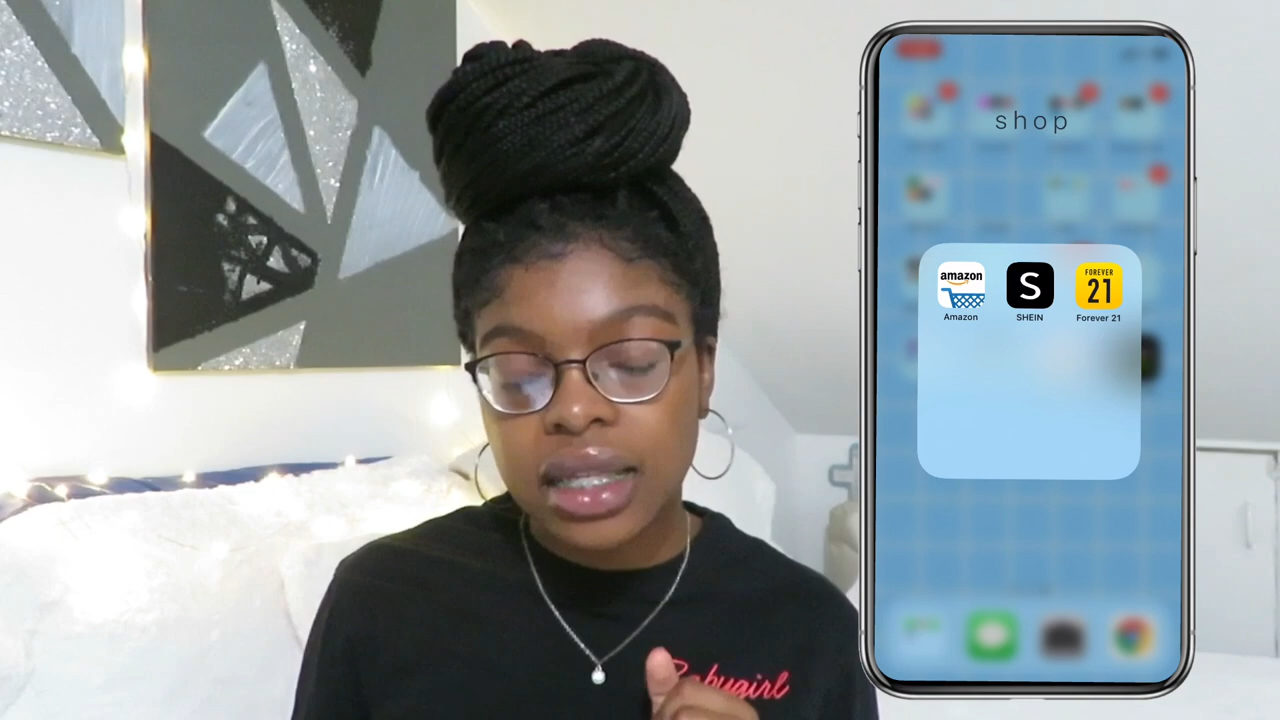 shop
amazon
Amazon
S
SHEIN
FOREVER
21
Forever 21
Babygirl